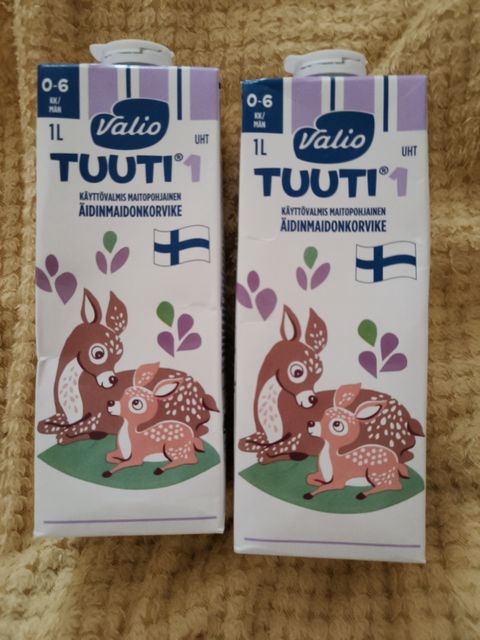 0-6
KK/
MÅN
1L
Valio
UHT
TUUTI® 1
KÄYTTÖVALMIS MAITOPOHJAINEN
ÄIDINMAIDONKORVIKE
0-6
KK/
MÅN
1L
Valio
UHT
TUUTI® 1
KÄYTTÖVALMIS MAITOPOHJAINEN
ÄIDINMAIDONKORVIKE